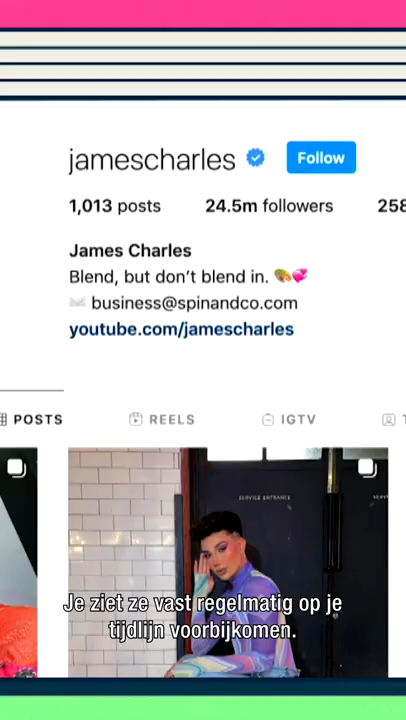 jamescharles Follow
1,013 posts 24.5m followers 258
James Charles
Blend, but don't blend in. 🎨💞
business@spinandco.com
youtube.com/jamescharles
POSTS REELS IGTV T
SERVICE ENTRANCE
Je ziet ze vast regelmatig op je
tijdlijn voorbijkomen.